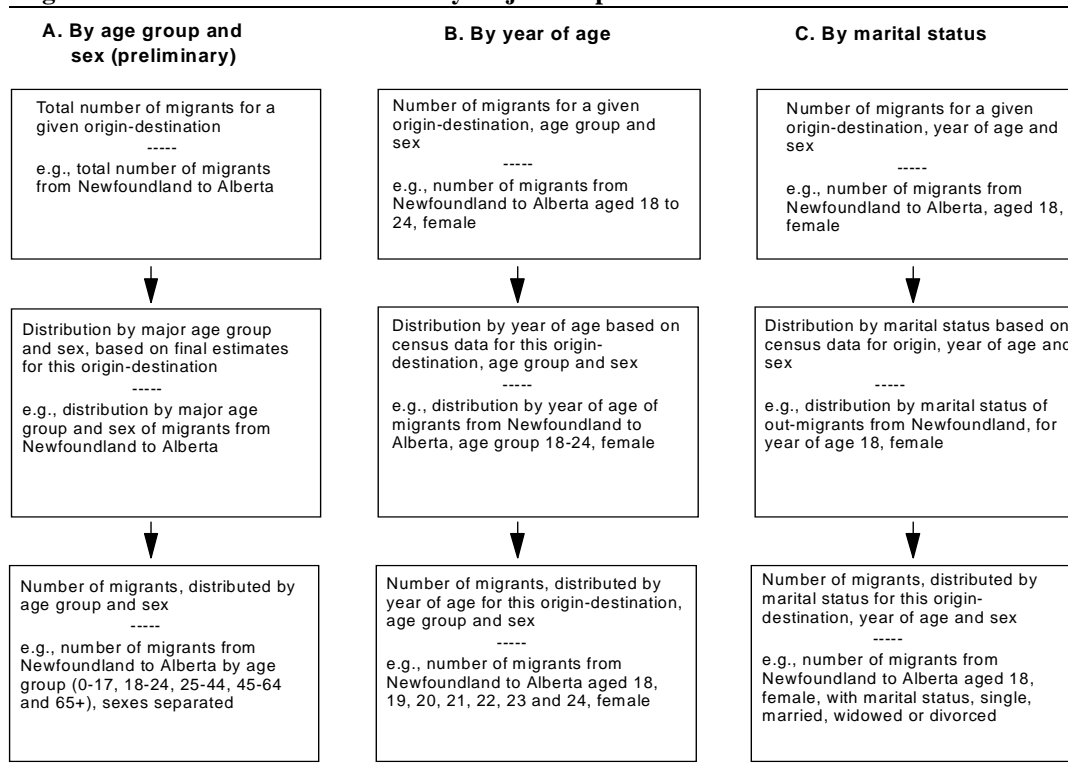 A. By age group and
sex (preliminary)
Total number of migrants for a
given origin-destination
-----
e.g., total number of migrants
from Newfoundland to Alberta
Distribution by major age group
and sex, based on final estimates
for this origin-destination
-----
e.g., distribution by major age
group and sex of migrants from
Newfoundland to Alberta
Number of migrants, distributed by
age group and sex
-----
e.g., number of migrants from
Newfoundland to Alberta by age
group (0-17, 18-24, 25-44, 45-64
and 65+), sexes separated
B. By year of age
Number of migrants for a given
origin-destination, age group and
sex
-----
e.g., number of migrants from
Newfoundland to Alberta aged 18 to
24, female
Distribution by year of age based on
census data for this origin-
destination, age group and sex
-----
e.g., distribution by year of age of
migrants from Newfoundland to
Alberta, age group 18-24, female
Number of migrants, distributed by
year of age for this origin-destination,
age group and sex
-----
e.g., number of migrants from
Newfoundland to Alberta aged 18,
19, 20, 21, 22, 23 and 24, female
C. By marital status
Number of migrants for a given
origin-destination, year of age and
sex
-----
e.g., number of migrants from
Newfoundland to Alberta, aged 18,
female
Distribution by marital status based on
census data for origin, year of age and
sex
-----
e.g., distribution by marital status of
out-migrants from Newfoundland, for
year of age 18, female
Number of migrants, distributed by
marital status for this origin-
destination, year of age and sex
-----
e.g., number of migrants from
Newfoundland to Alberta aged 18,
female, with marital status, single,
married, widowed or divorced